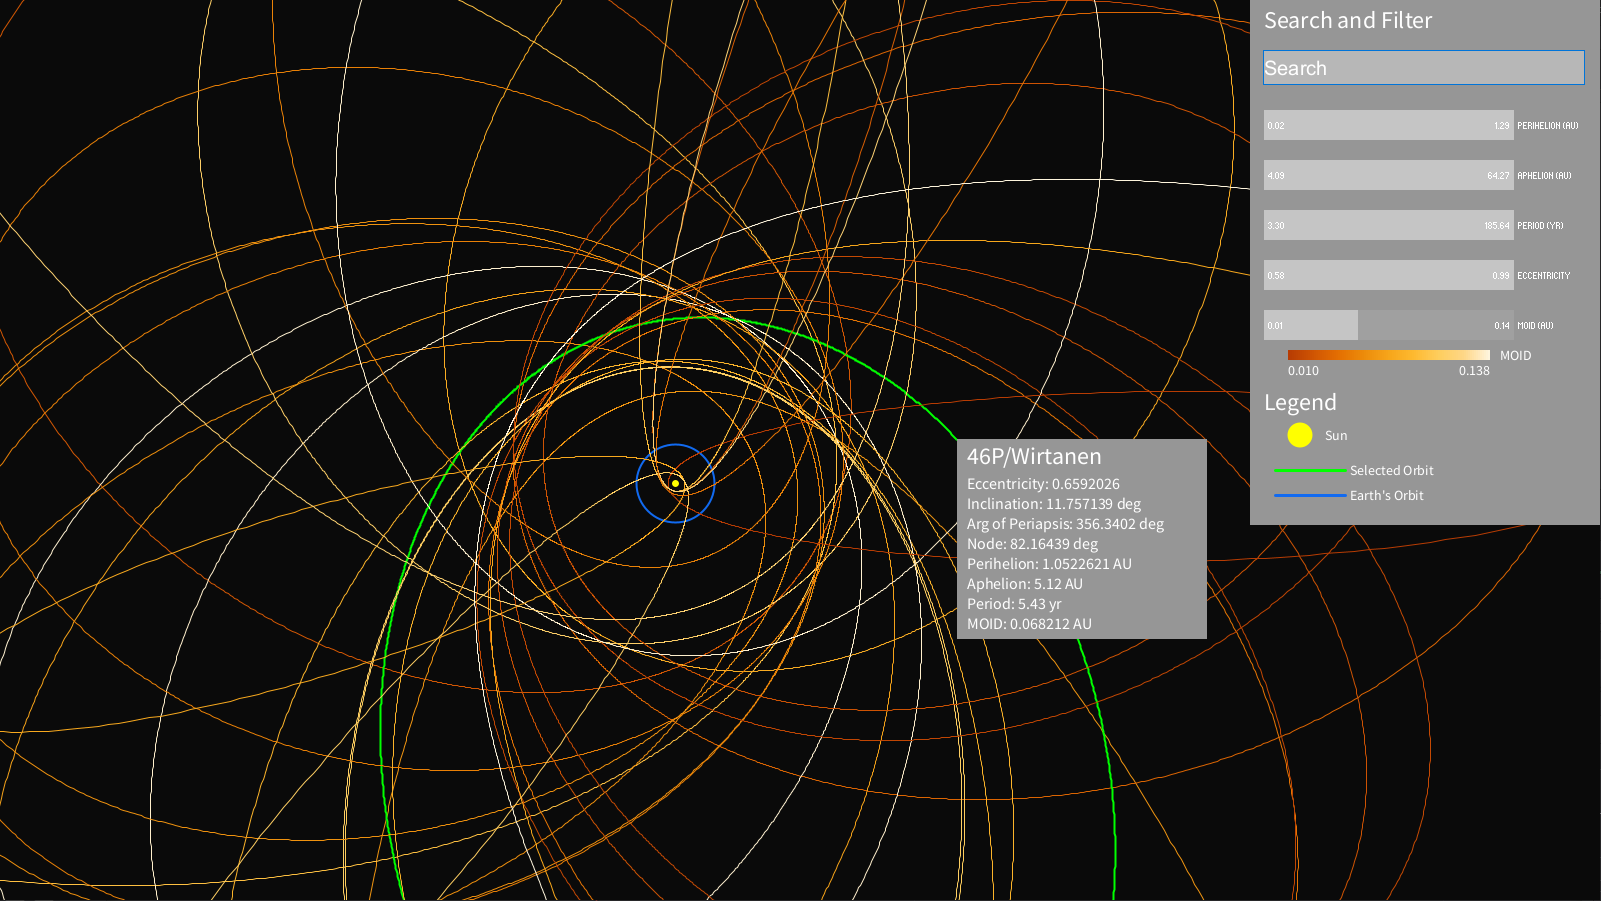 Search and Filter
Search
0.02 1.29 PERIHELION (AU)
4.09 64.27 APHELION (AU)
3.30 185.64 PERIOD (YR)
0.58 0.99 ECCENTRICITY
0.01 0.14 MOID (AU)
MOID
0.010 0.138
Legend
Sun
Selected Orbit
Earth's Orbit
46P/Wirtanen
Eccentricity: 0.6592026
Inclination: 11.757139 deg
Arg of Periapsis: 356.3402 deg
Node: 82.16439 deg
Perihelion: 1.0522621 AU
Aphelion: 5.12 AU
Period: 5.43 yr
MOID: 0.068212 AU